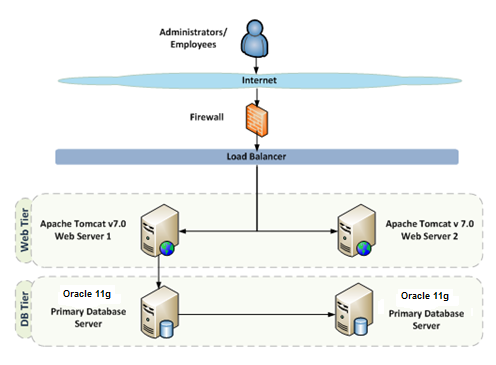 Administrators/
Employees
Internet
Firewall
Load Balancer
Web Tier
Apache Tomcat v7.0
Web Server 1
Apache Tomcat v 7.0
Web Server 2
DB Tier
Oracle 11g
Primary Database
Server
Oracle 11g
Primary Database
Server